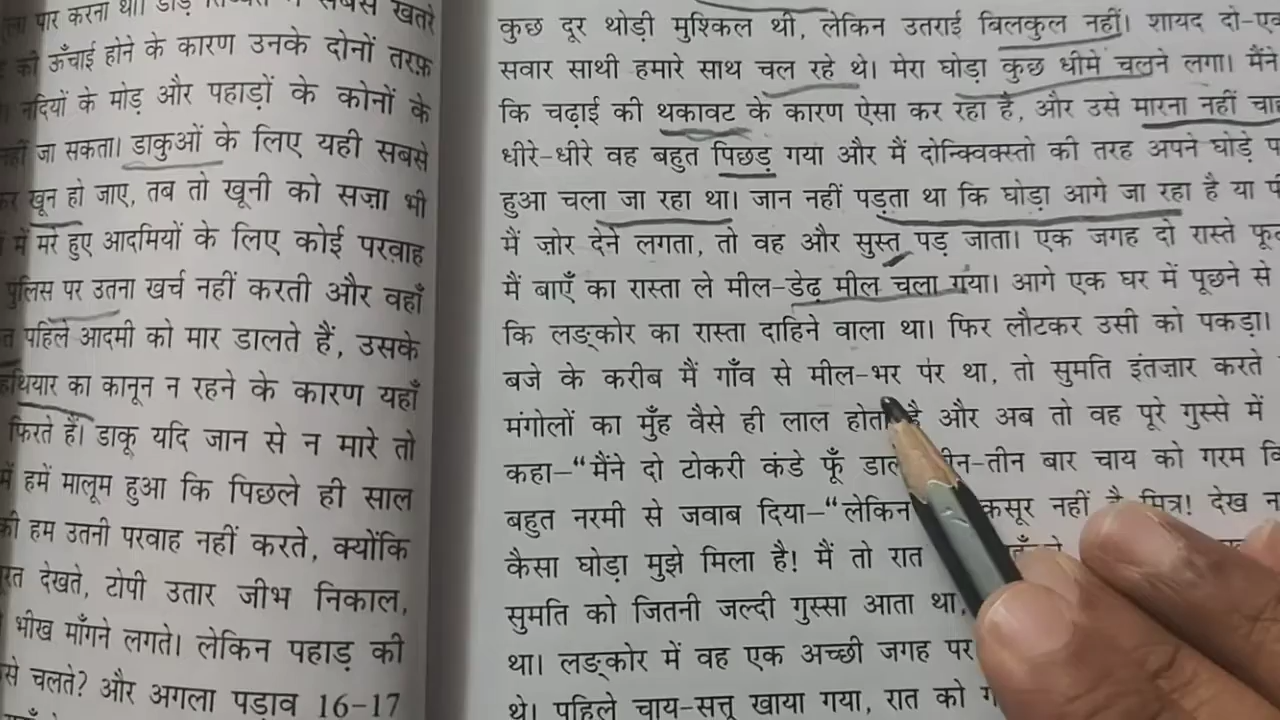 पार करना था। डाँड़ सबसे खतरे
की ऊँचाई होने के कारण उनके दोनों तरफ़
नदियों के मोड़ और पहाड़ों के कोनों के
नहीं जा सकता। डाकुओं के लिए यही सबसे
खून हो जाए, तब तो खूनी को सज़ा भी
में मरे हुए आदमियों के लिए कोई परवाह
पुलिस पर उतना खर्च नहीं करती और वहाँ
पहिले आदमी को मार डालते हैं, उसके
हथियार का कानून न रहने के कारण यहाँ
फिरते हैं। डाकू यदि जान से न मारे तो
में हमें मालूम हुआ कि पिछले ही साल
की हम उतनी परवाह नहीं करते, क्योंकि
देखते, टोपी उतार जीभ निकाल,
भीख माँगने लगते। लेकिन पहाड़ की
से चलते? और अगला पड़ाव 16-17
कुछ दूर थोड़ी मुश्किल थी, लेकिन उतराई बिलकुल नहीं। शायद
सवार साथी हमारे साथ चल रहे थे। मेरा घोड़ा कुछ धीमे चलने लगा। मैंने
कि चढ़ाई की थकावट के कारण ऐसा कर रहा है, और उसे मारना नहीं
धीरे-धीरे वह बहुत पिछड़ गया और मैं दोन्क्विक्स्तो की तरह अपने घोड़े
हुआ चला जा रहा था। जान नहीं पड़ता था कि घोड़ा आगे जा रहा है या
मैं ज़ोर देने लगता, तो वह और सुस्त पड़ जाता। एक जगह दो रास्ते
मैं बाएँ का रास्ता ले मील-डेढ़ मील चला गया। आगे एक घर में पूछने से
कि लङ्कोर का रास्ता दाहिने वाला था। फिर लौटकर उसी को पकड़ा।
बजे के करीब मैं गाँव से मील-भर पर था, तो सुमति इंतज़ार करते
मंगोलों का मुँह वैसे ही लाल होता है और अब तो वह पूरे गुस्से में
कहा-“मैंने दो टोकरी कंडे फूँ डाले तीन-तीन बार चाय को गरम
बहुत नरमी से जवाब दिया-“लेकिन कसूर नहीं है मित्र! देख
कैसा घोड़ा मुझे मिला है! मैं तो रात
सुमति को जितनी जल्दी गुस्सा आता था,
था। लङ्कोर में वह एक अच्छी जगह पर
थे। पहिले चाय-सत्तू खाया गया, रात को